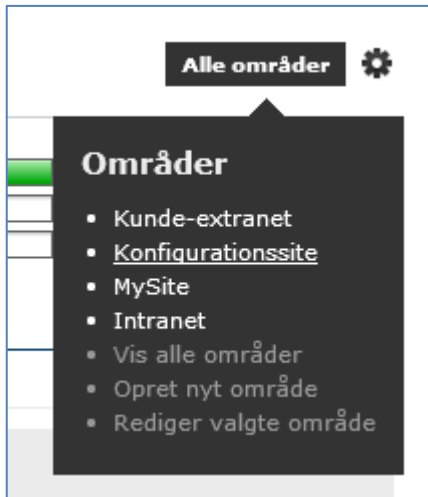 Alle områder
Områder
Kunde-extranet
Konfigurationssite
MySite
Intranet
Vis alle områder
Opret nyt område
Rediger valgte område